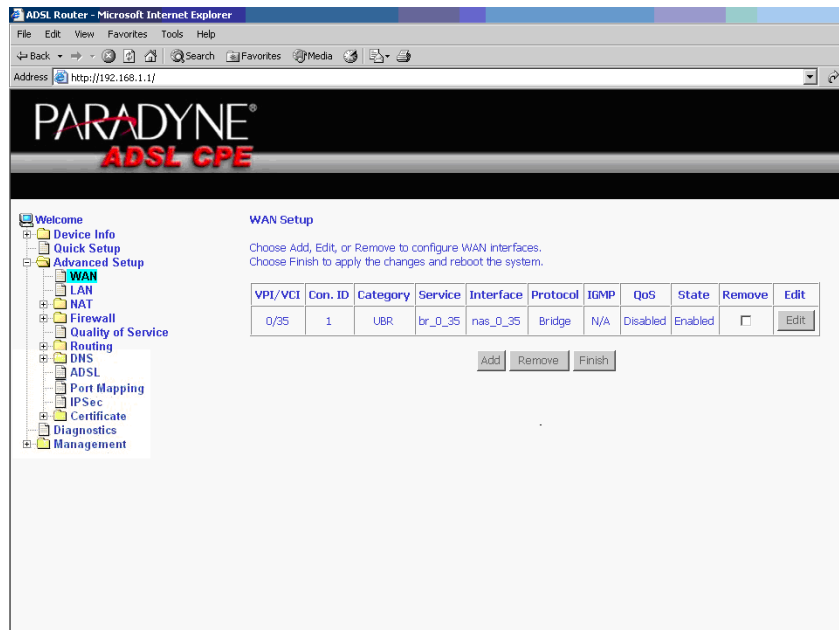 ADSL Router - Microsoft Internet Explorer
File Edit View Favorites Tools Help
Back Search Favorites Media
Address http://192.168.1.1/
PARADYNE®
ADSL CPE
Welcome
Device Info
Quick Setup
Advanced Setup
WAN
LAN
NAT
Firewall
Quality of Service
Routing
DNS
ADSL
Port Mapping
IPSec
Certificate
Diagnostics
Management
WAN Setup
Choose Add, Edit, or Remove to configure WAN interfaces.
Choose Finish to apply the changes and reboot the system.
VPI/VCI Con. ID Category Service Interface Protocol IGMP QoS State Remove Edit
0/35 1 UBR br_0_35 nas_0_35 Bridge N/A Disabled Enabled Edit
Add Remove Finish